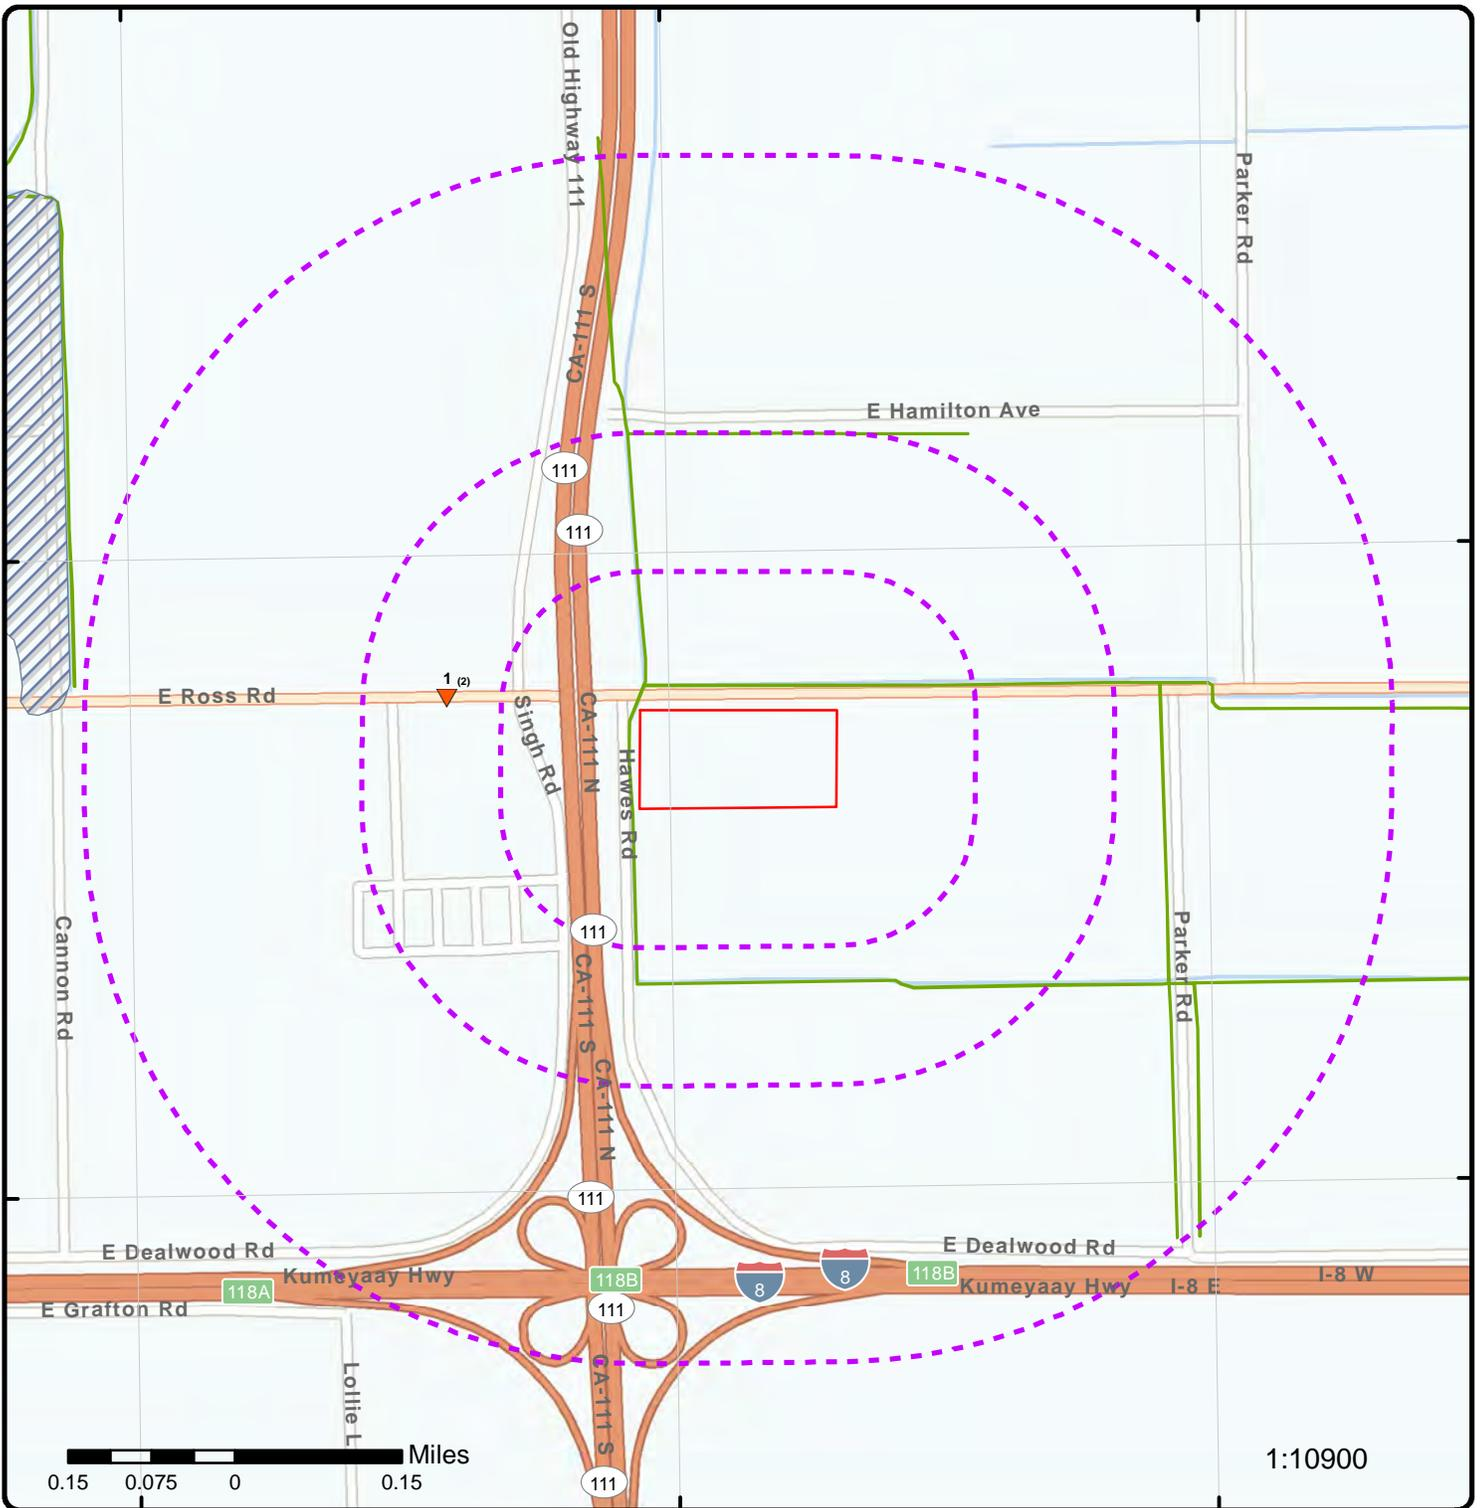 Old Highway 111
Parker Rd
CA-111 S
E Hamilton Ave
111
111
1 (2)
E Ross Rd
Singh Rd
CA-111 N
Hawes Rd
Cannon Rd
111
Parker Rd
CA-111 S
CA-111 N
111
E Dealwood Rd
E Dealwood Rd
Kumeyaay Hwy
118A
118B
8
8
118B
Kumeyaay Hwy
I-8 E
I-8 W
E Grafton Rd
111
Lollie L
CA-111 S
Miles
0.15 0.075 0 0.15
1:10900
111